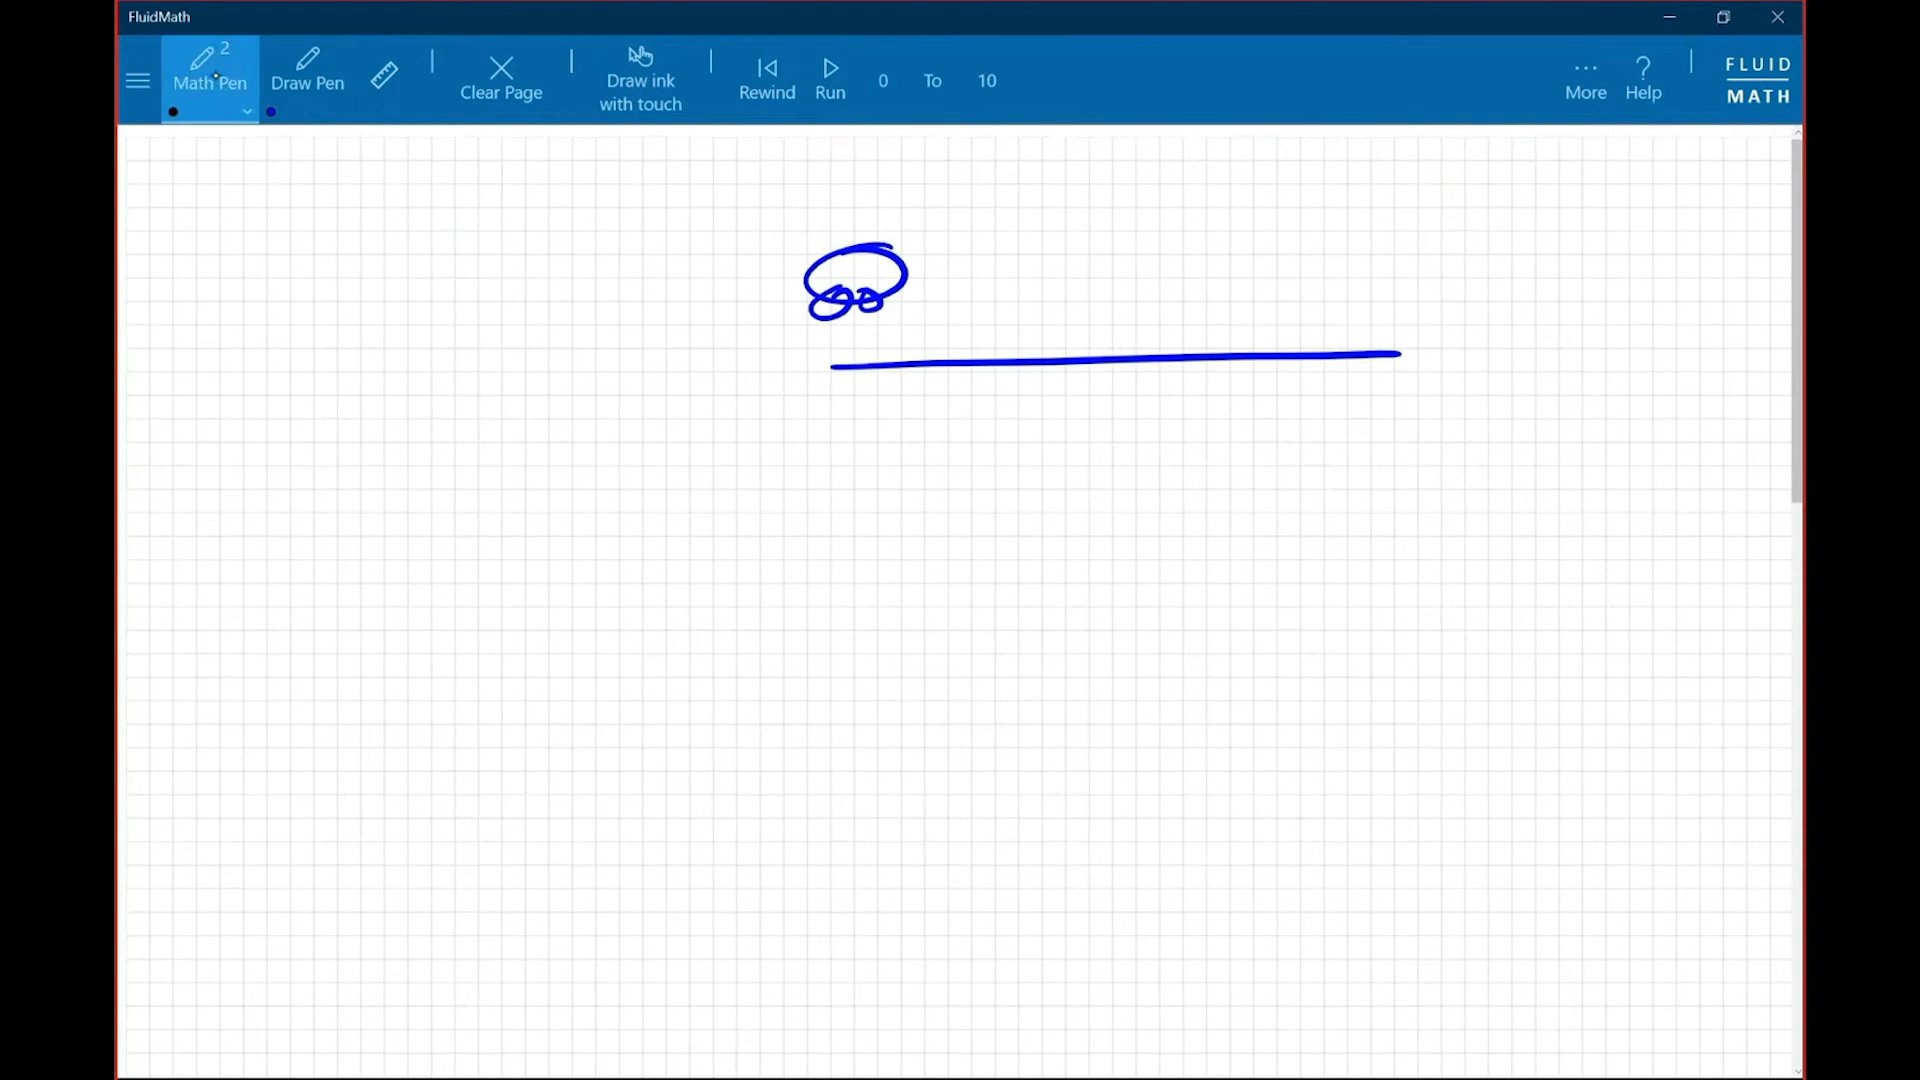 FluidMath
2
Math Pen
Draw Pen
Clear Page
Draw ink
with touch
Rewind
Run
0
To
10
More
?
Help
FLUID
MATH